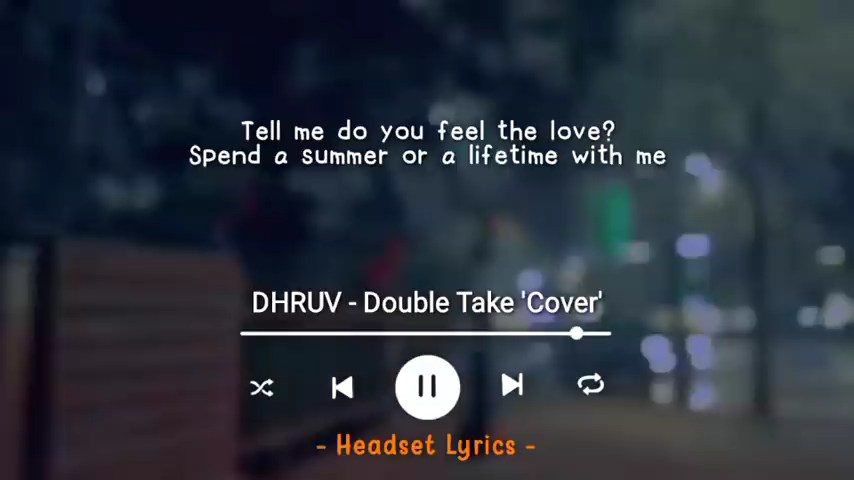 Tell me do you feel the love?
Spend a summer or a lifetime with me
DHRUV - Double Take 'Cover'
- Headset Lyrics -